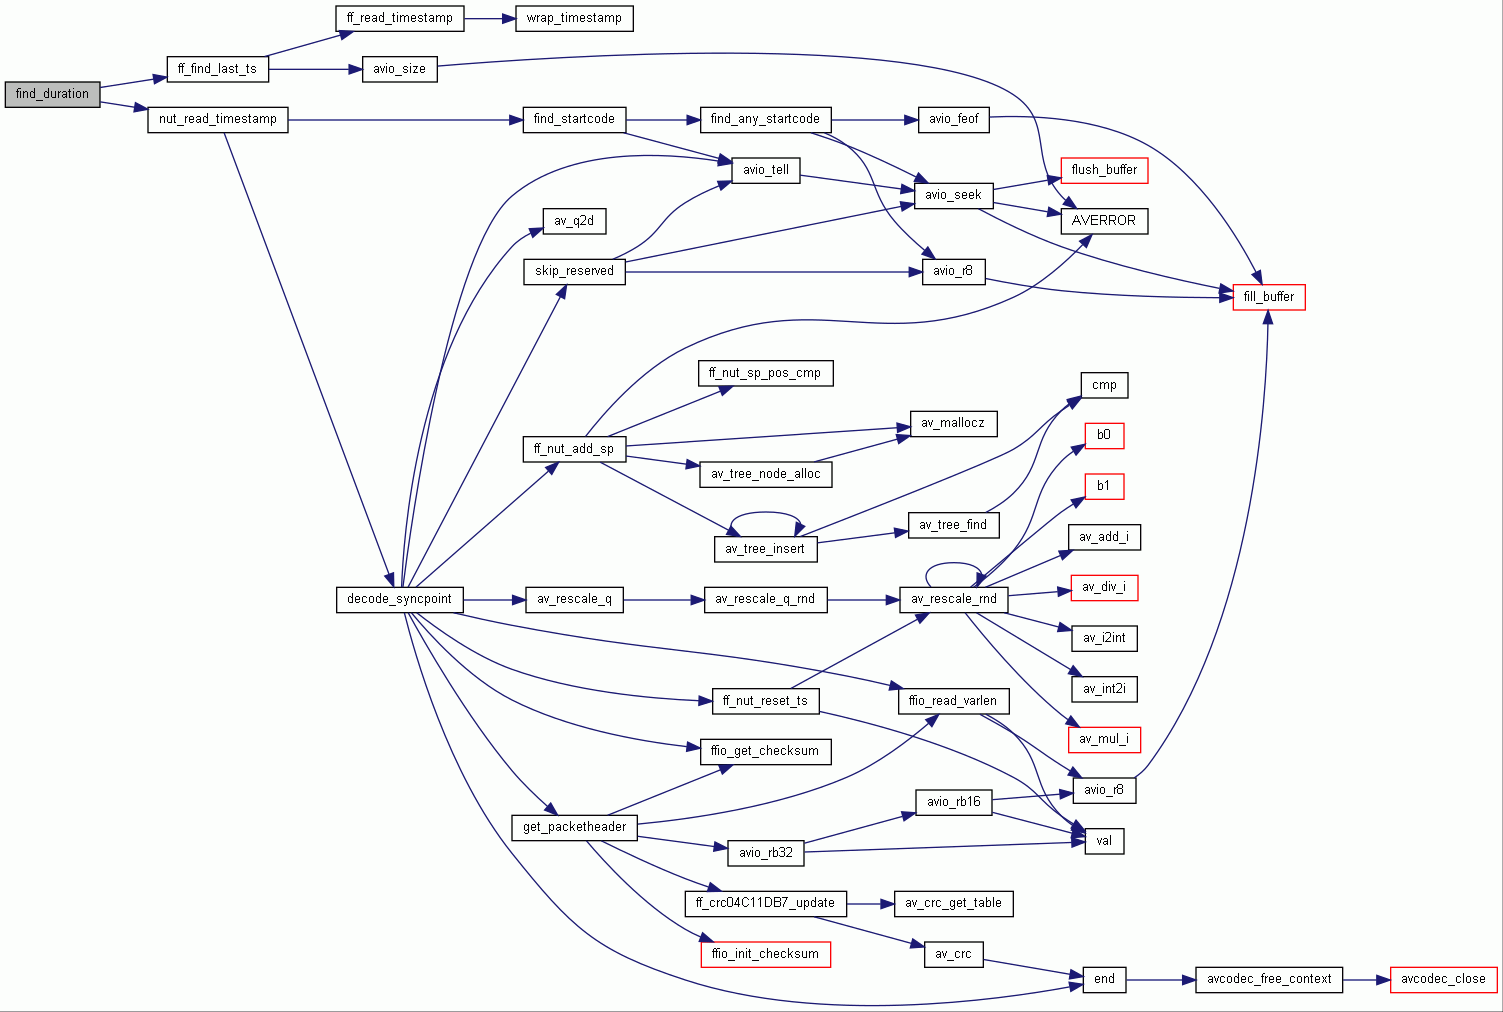 ff_read_timestamp
wrap_timestamp
ff_find_last_ts
avio_size
find_duration
nut_read_timestamp
find_startcode
find_any_startcode
avio_feof
avio_tell
flush_buffer
avio_seek
av_q2d
AVERROR
skip_reserved
avio_r8
fill_buffer
ff_nut_sp_pos_cmp
cmp
av_mallocz
b0
ff_nut_add_sp
av_tree_node_alloc
b1
av_tree_find
av_add_i
av_tree_insert
av_div_i
decode_syncpoint
av_rescale_q
av_rescale_q_rnd
av_rescale_rnd
av_i2int
av_int2i
ff_nut_reset_ts
ffio_read_varlen
av_mul_i
ffio_get_checksum
avio_r8
avio_rb16
get_packetheader
val
avio_rb32
ff_crc04C11DB7_update
av_crc_get_table
ffio_init_checksum
av_crc
end
avcodec_free_context
avcodec_close